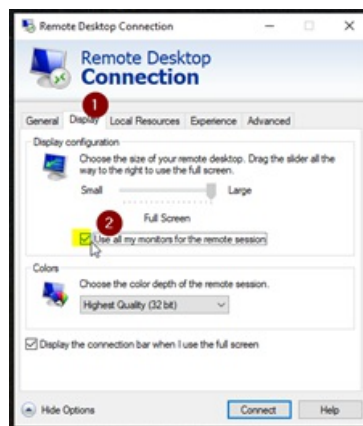 Remote Desktop Connection
Remote Desktop
Connection
1
General Display Local Resources Experience Advanced
Display configuration
Choose the size of your remote desktop. Drag the slider all the
way to the right to use the full screen.
Small Large
Full Screen
2
Use all my monitors for the remote session
Colors
Choose the color depth of the remote session.
Highest Quality (32 bit)
Display the connection bar when I use the full screen
Hide Options Connect Help